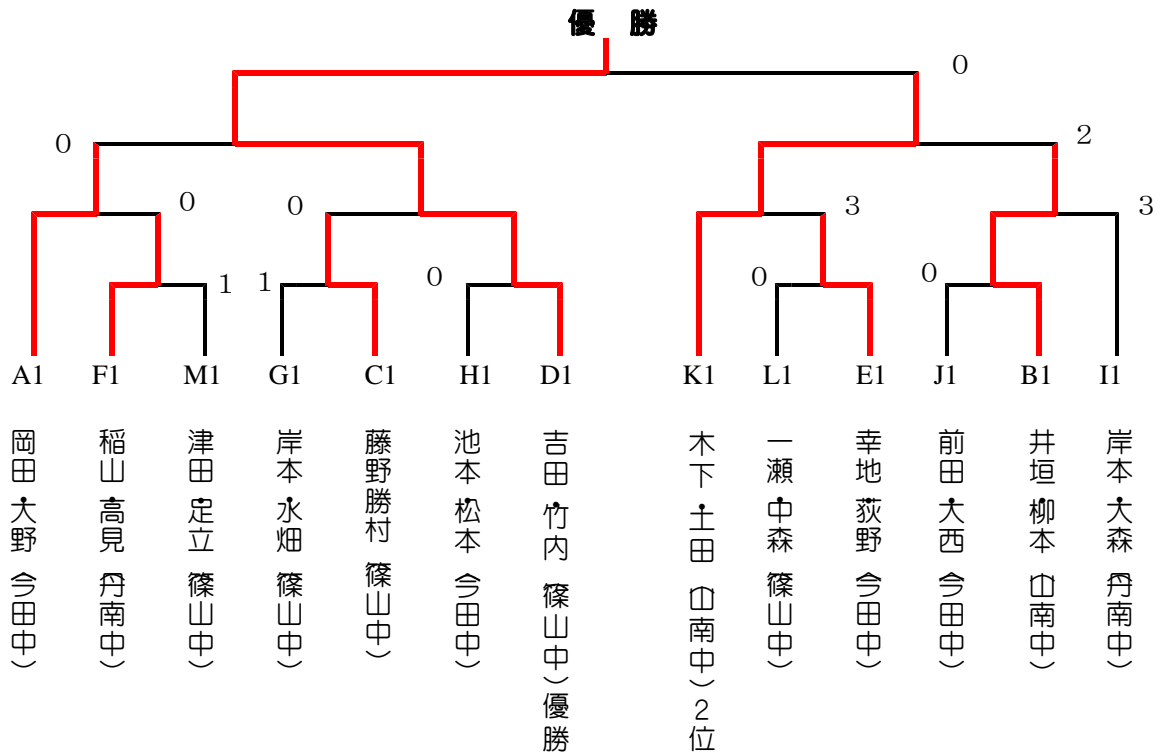 優 勝
0
0
2
0
0
3
3
1
1
0
0
0
A1
F1
M1
G1
C1
H1
D1
K1
L1
E1
J1
B1
I1
岡田・大野(今田中)
稲山・高見(丹南中)
津田・足立(篠山中)
岸本・水畑(篠山中)
藤野勝村(篠山中)
池本・松本(今田中)
吉田・竹内(篠山中)優勝
木下・土田(山南中)2位
一瀬・中森(篠山中)
幸地・荻野(今田中)
前田・大西(今田中)
井垣・柳本(山南中)
岸本・大森(丹南中)